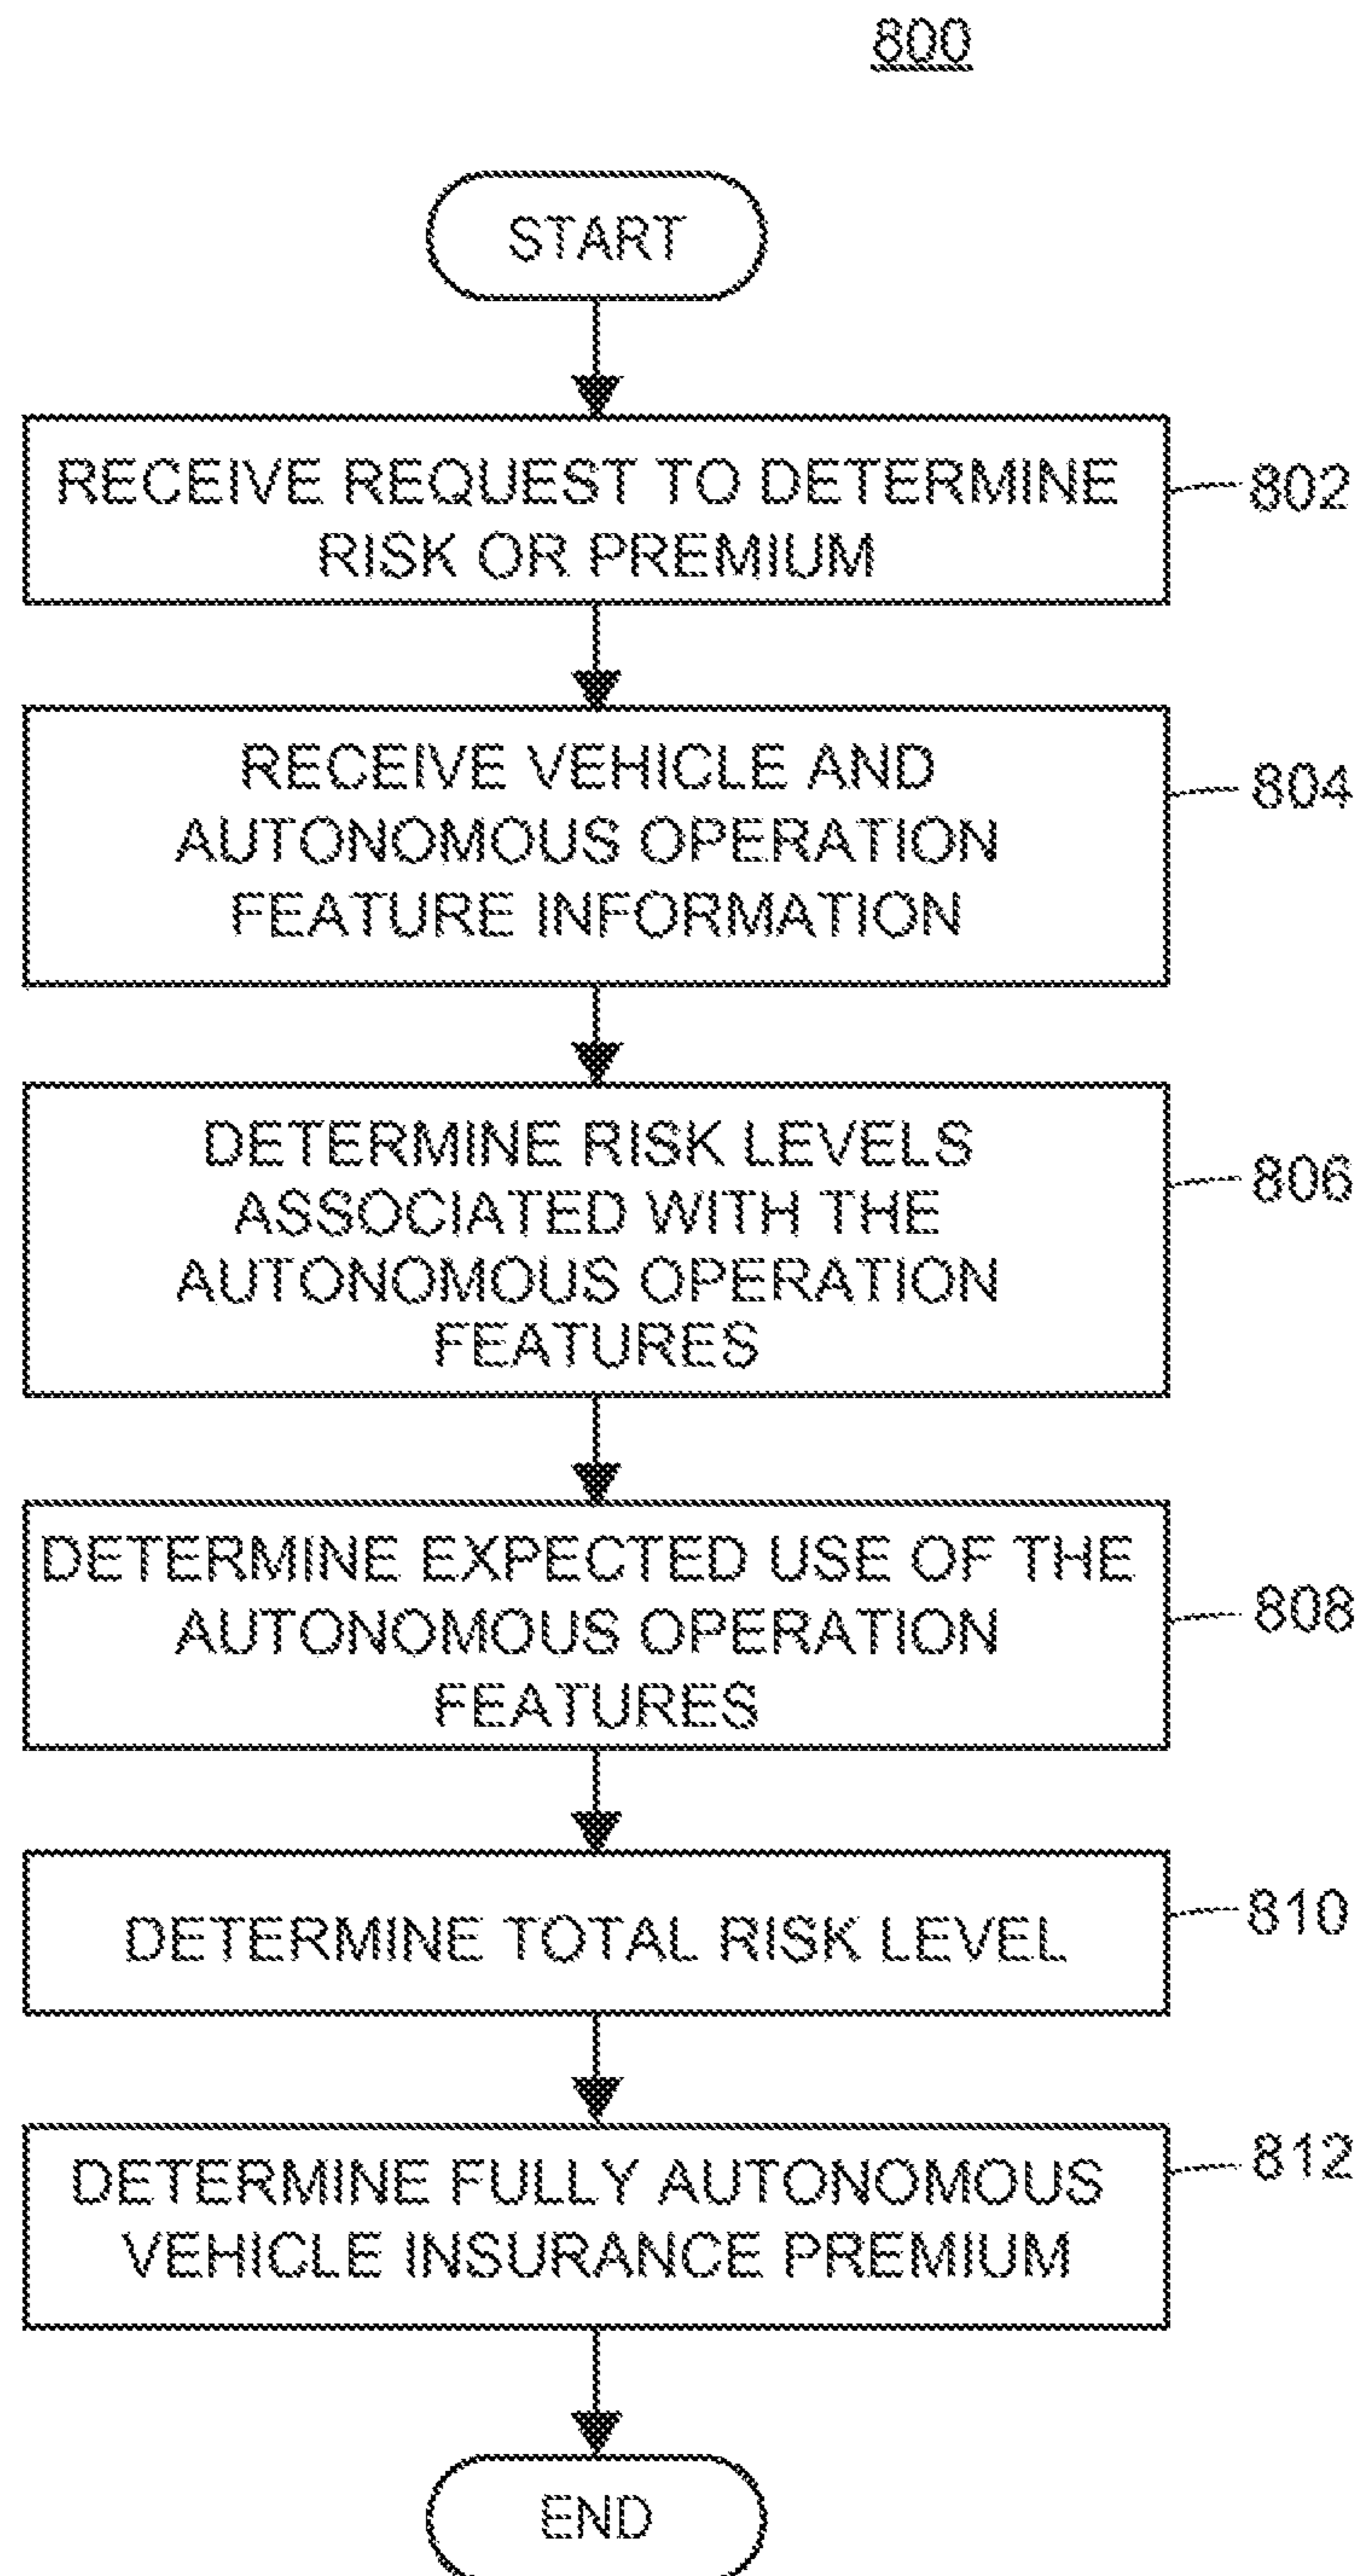 800
START
RECEIVE REQUEST TO DETERMINE
RISK OR PREMIUM
802
RECEIVE VEHICLE AND
AUTONOMOUS OPERATION
FEATURE INFORMATION
804
DETERMINE RISK LEVELS
ASSOCIATED WITH THE
AUTONOMOUS OPERATION
FEATURES
806
DETERMINE EXPECTED USE OF THE
AUTONOMOUS OPERATION
FEATURES
808
DETERMINE TOTAL RISK LEVEL
810
DETERMINE FULLY AUTONOMOUS
VEHICLE INSURANCE PREMIUM
812
END